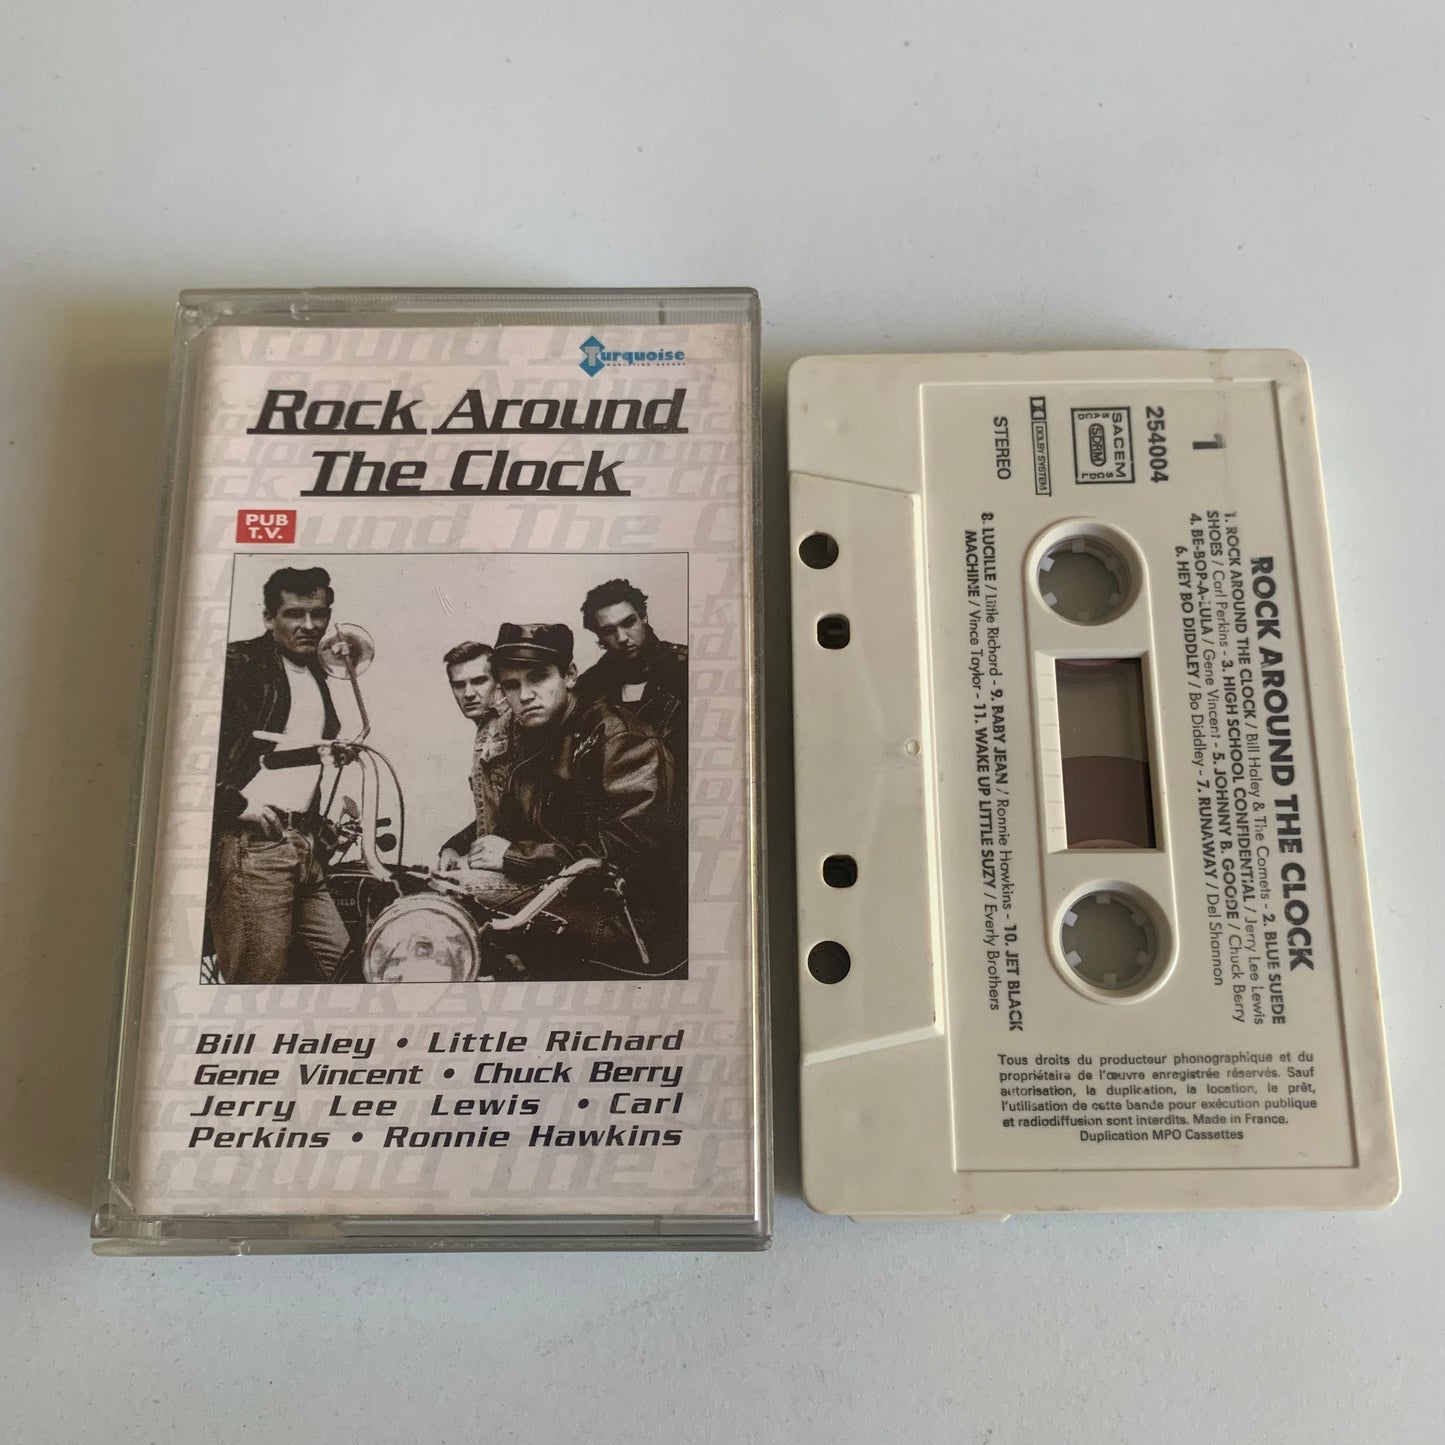 Turquoise
Rock Around
The Clock
PUB
T.V.
Bill Haley • Little Richard
Gene Vincent • Chuck Berry
Jerry Lee Lewis • Carl
Perkins • Ronnie Hawkins
1
254004
SACEM
SDRM
DOLBY SYSTEM
STEREO
ROCK AROUND THE CLOCK
1. ROCK AROUND THE CLOCK / Bill Haley & The Comets - 2. BLUE SUEDE
SHOES / Carl Perkins - 3. HIGH SCHOOL CONFIDENTIAL / Jerry Lee Lewis
4. BE-BOP-A-LULA / Gene Vincent - 5. JOHNNY B. GOODE / Chuck Berry
6. HEY BO DIDDLEY / Bo Diddley - 7. RUNAWAY / Del Shannon
8. LUCILLE / Little Richard - 9. BABY JEAN / Ronnie Hawkins - 10. JET BLACK
MACHINE / Vince Taylor - 11. WAKE UP LITTLE SUZY / Everly Brothers
Tous droits du producteur phonographique et du
propriétaire de l'œuvre enregistrée réservés. Sauf
autorisation, la duplication, la location, le prêt,
l'utilisation de cette bande pour exécution publique
et radiodiffusion sont interdits. Made in France.
Duplication MPO Cassettes